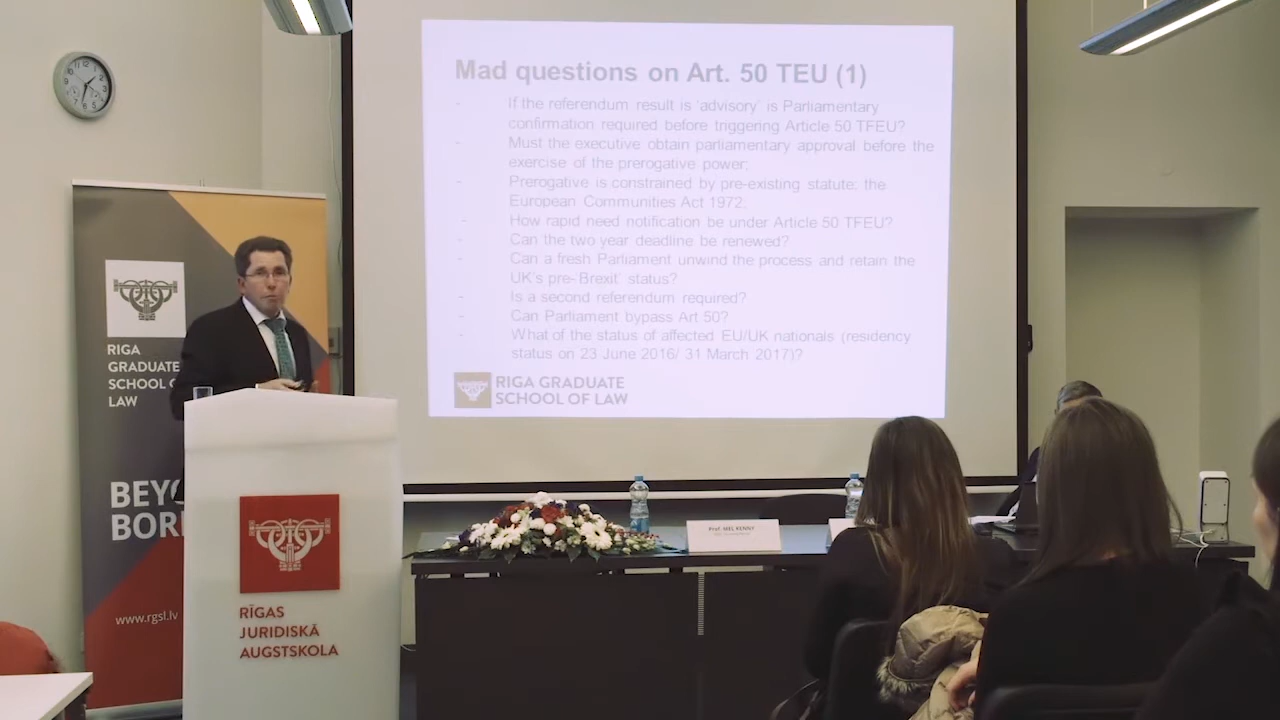 Mad questions on Art. 50 TEU (1)
- If the referendum result is 'advisory' is Parliamentary
confirmation required before triggering Article 50 TFEU?
- Must the executive obtain parliamentary approval before the
exercise of the prerogative power;
- Prerogative is constrained by pre-existing statute: the
European Communities Act 1972.
- How rapid need notification be under Article 50 TFEU?
- Can the two year deadline be renewed?
- Can a fresh Parliament unwind the process and retain the
UK's pre-Brexit' status?
- Is a second referendum required?
- Can Parliament bypass Art 50?
- What of the status of affected EU/UK nationals (residency
status on 23 June 2016/ 31 March 2017)?
RIGA GRADUATE
SCHOOL OF LAW
RIGA
GRADUATE
SCHOOL OF
LAW
BEYO
BOR
www.rgsl.lv
RĪGAS
JURIDISKĀ
AUGSTSKOLA
Prof. MEL KENNY